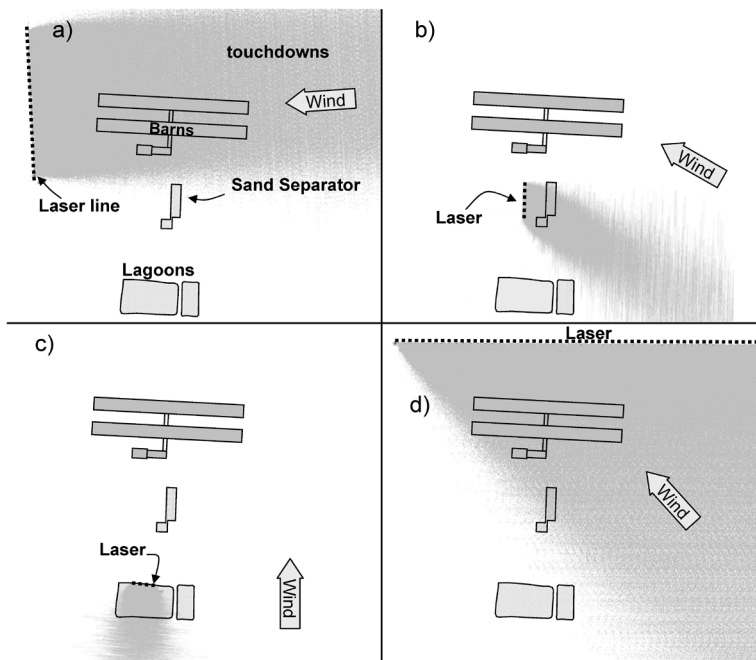 a)
touchdowns
Wind
Barns
Laser line
Sand Separator
Lagoons
b)
Wind
Laser
c)
Laser
Wind
Laser
d)
Wind